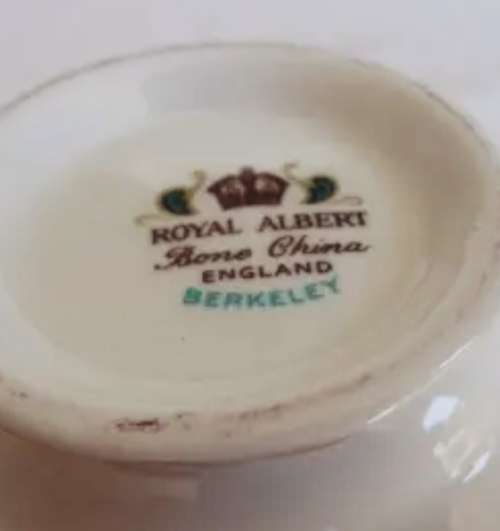 ROYAL ALBERT
Bone China
ENGLAND
BERKELEY